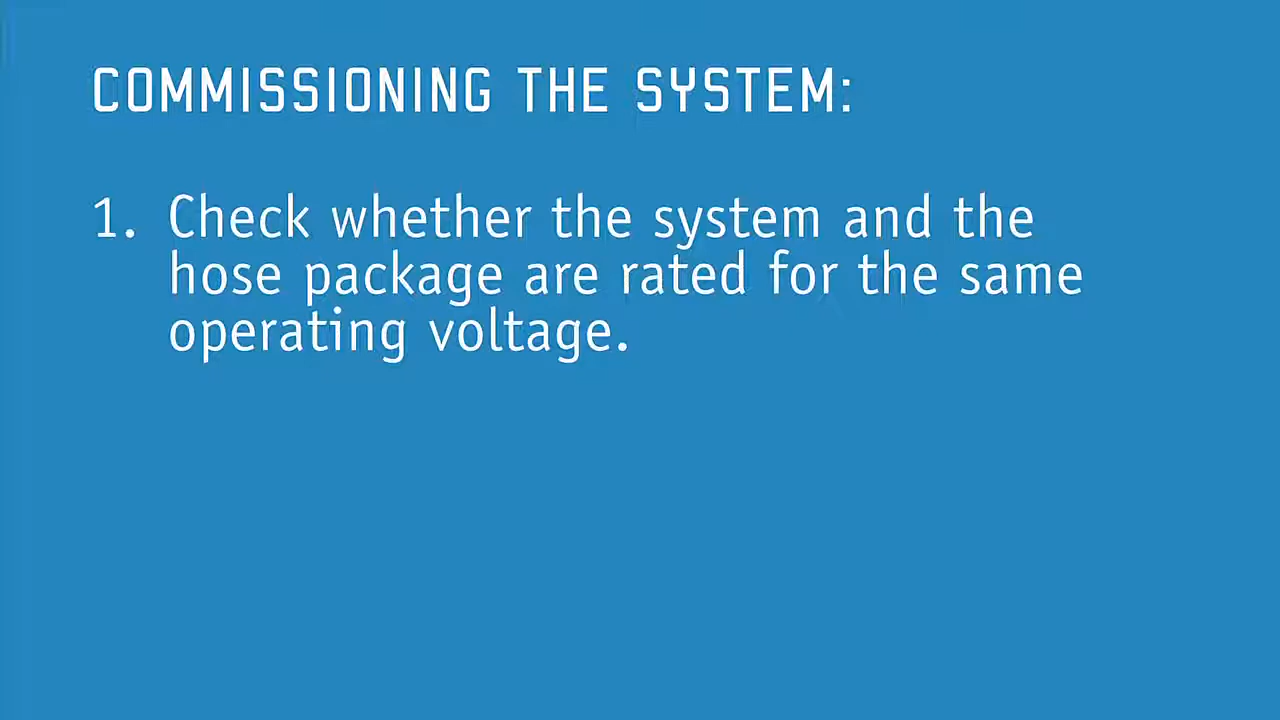 COMMISSIONING THE SYSTEM:
1. Check whether the system and the
hose package are rated for the same
operating voltage.